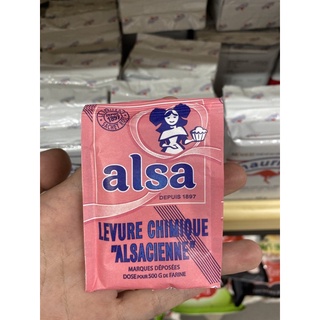 alsa
DEPUIS 1897
LEVURE CHIMIQUE
"ALSACIENNE"
MARQUES DÉPOSÉES
DOSE POUR 500 G DE FARINE